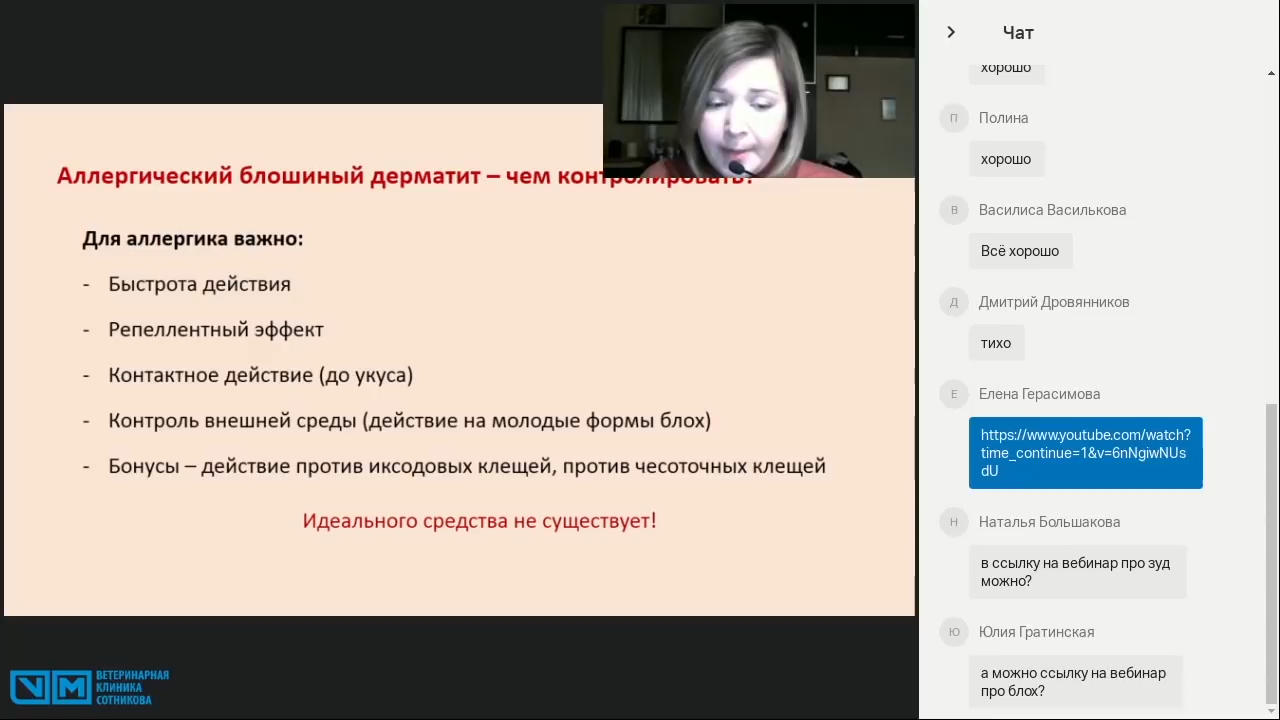 Аллергический блошиный дерматит – чем контролировать?
Для аллергика важно:
- Быстрота действия
- Репеллентный эффект
- Контактное действие (до укуса)
- Контроль внешней среды (действие на молодые формы блох)
- Бонусы – действие против иксодовых клещей, против чесоточных клещей
Идеального средства не существует!
VM
ВЕТЕРИНАРНАЯ
КЛИНИКА
СОТНИКОВА
Чат
хорошо
П
Полина
хорошо
В
Василиса Василькова
Всё хорошо
Д
Дмитрий Дровянников
тихо
Е
Елена Герасимова
https://www.youtube.com/watch?
time_continue=1&v=6nNgiwNUs
dU
Н
Наталья Большакова
в ссылку на вебинар про зуд
можно?
Ю
Юлия Гратинская
а можно ссылку на вебинар
про блох?